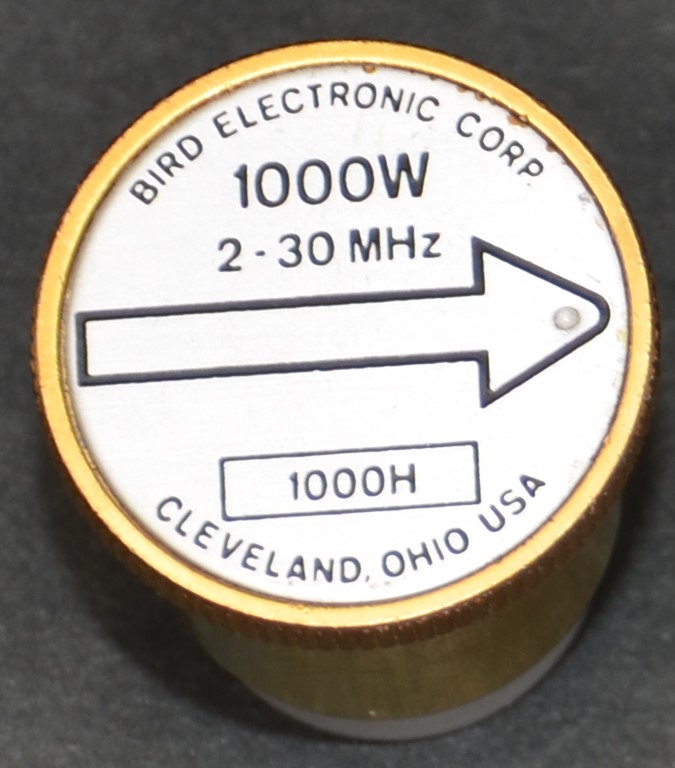 BIRD ELECTRONIC CORP
1000W
2-30 MHz
1000H
CLEVELAND, OHIO USA